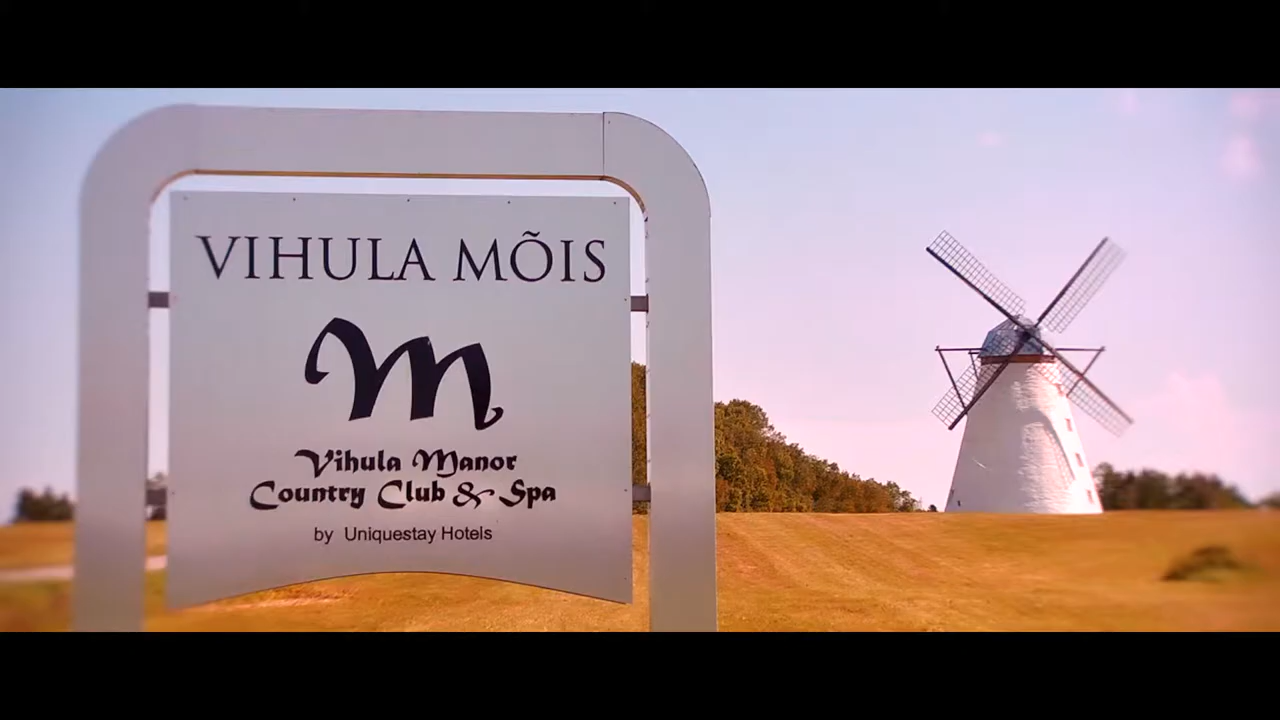 VIHULA MÕIS
m
Vihula Manor
Country Club & Spa
by Uniquestay Hotels